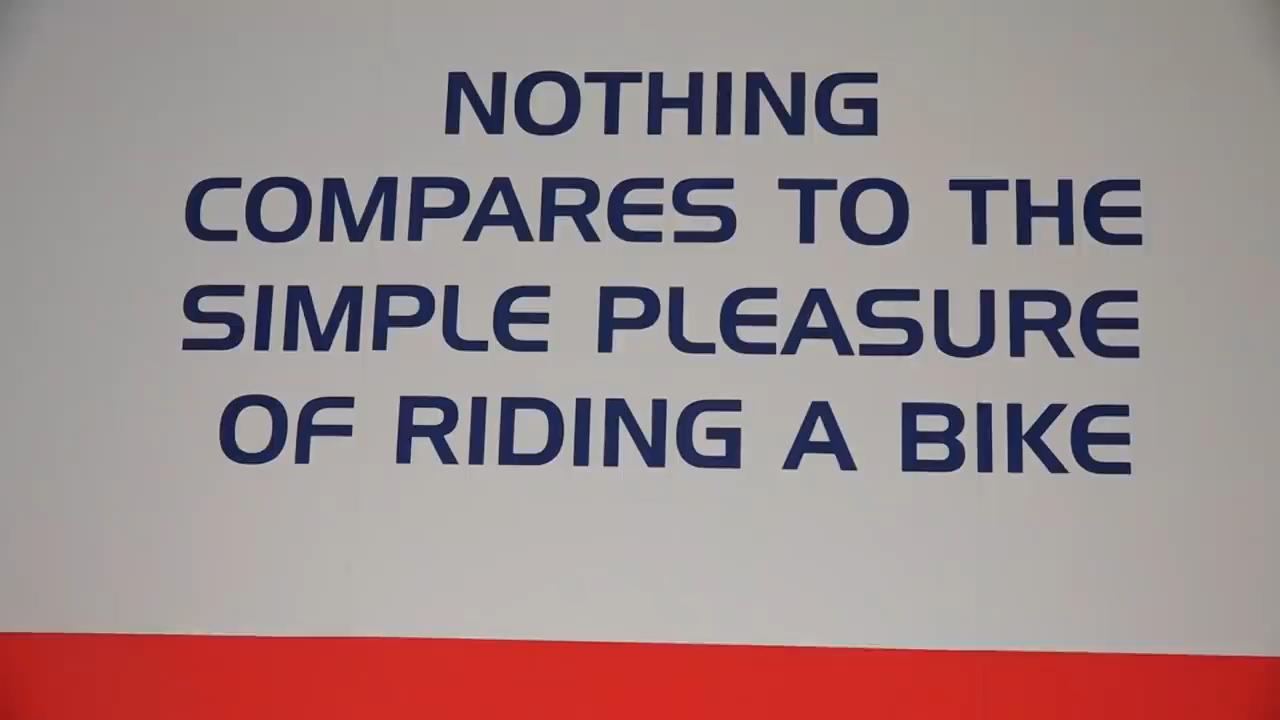 NOTHING
COMPARES TO THE
SIMPLE PLEASURE
OF RIDING A BIKE